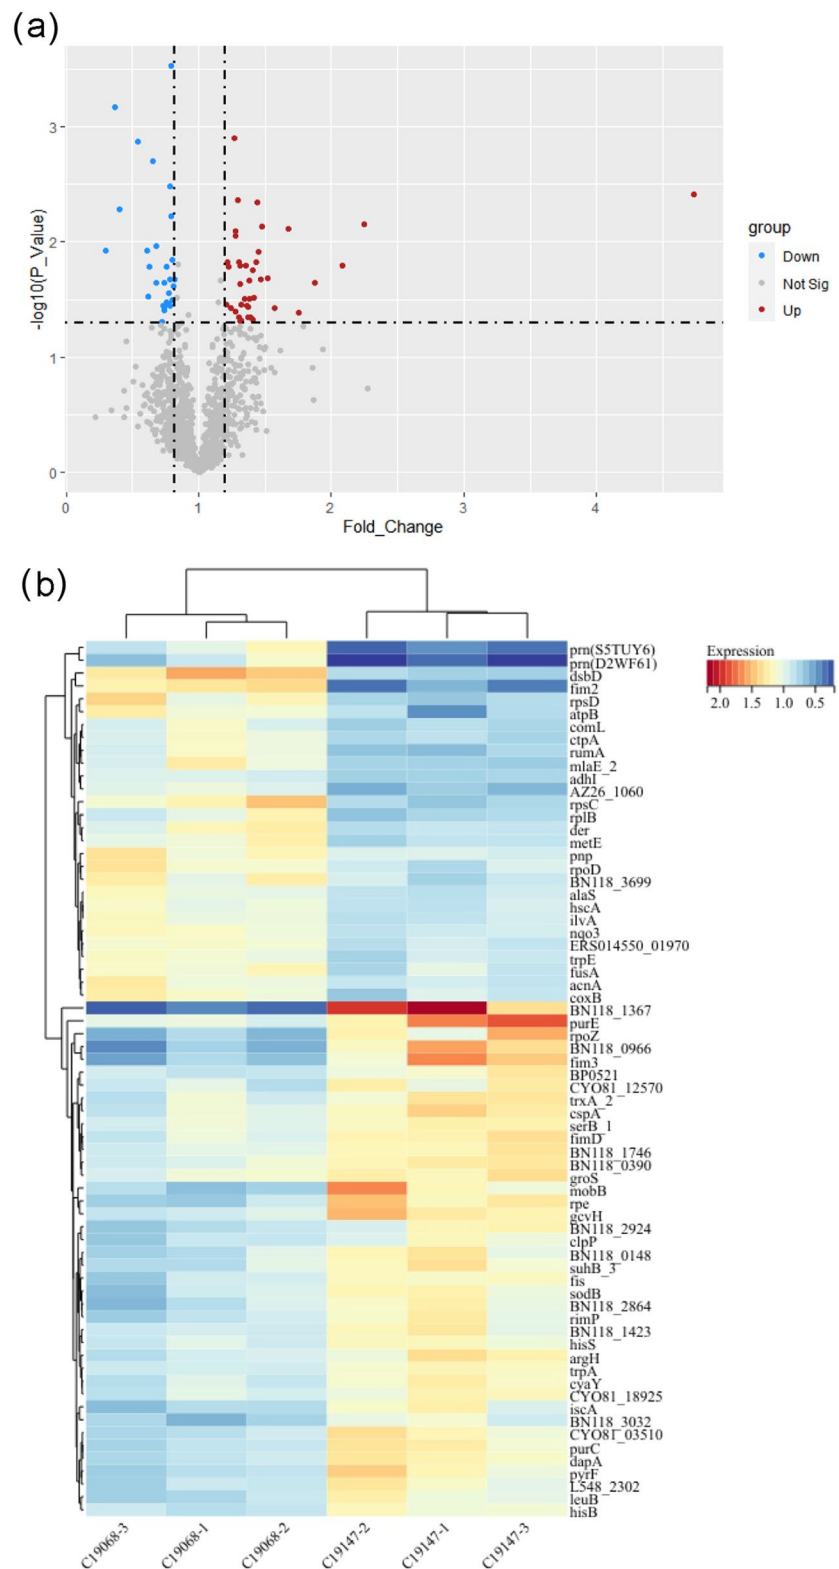 (a)
3
2
1
0
-log10(P_Value)
0 1 2 3 4
Fold_Change
group
Down
Not Sig
Up
(b)
prn(S5TUY6)
prn(D2WF61)
dsbD
fim2
rpsD
atpB
comL
ctpA
rumA
mlaE_2
adhI
AZ26_1060
rpsC
rplB
der
metE
pnp
rpoD
BN118_3699
alaS
hscA
ilvA
nqo3
ERS014550_01970
trpE
fusA
acnA
coxB
BN118_1367
purE
rpoZ
BN118_0966
fim3
BP0521
CYO81_12570
trxA_2
cspA
serB_1
fimD
BN118_1746
BN118_0390
groS
mobB
rpe
gcvH
BN118_2924
clpP
BN118_0148
suhB_3
fis
sodB
BN118_2864
rimP
BN118_1423
hisS
argH
trpA
cyaY
CYO81_18925
iscA
BN118_3032
CYO81_03510
purC
dapA
pyrF
L548_2302
leuB
hisB
Expression
2.0 1.5 1.0 0.5
C19068-3 C19068-1 C19068-2 C19147-2 C19147-1 C19147-3